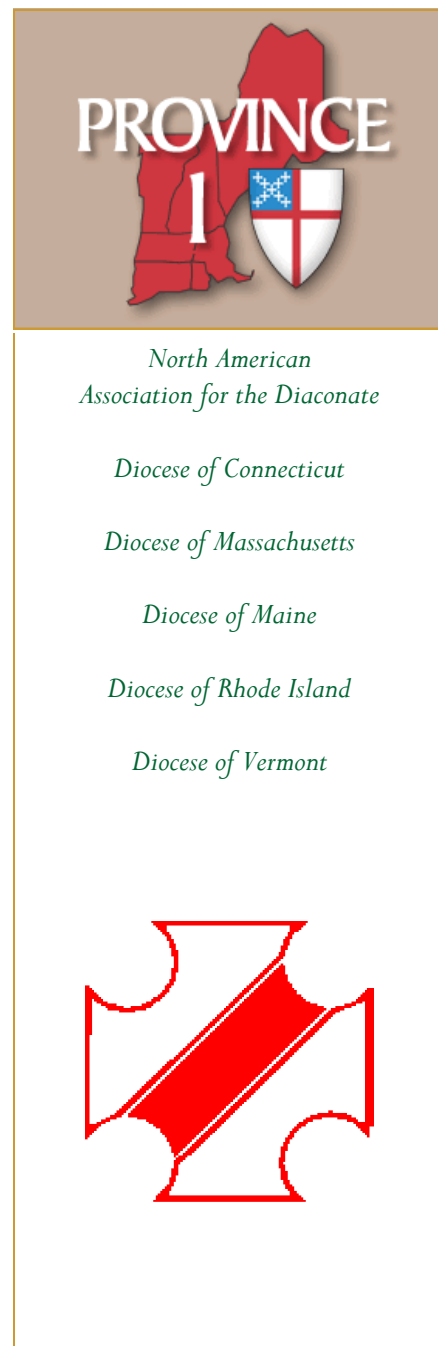 PROVINCE
I
North American
Association for the Diaconate
Diocese of Connecticut
Diocese of Massachusetts
Diocese of Maine
Diocese of Rhode Island
Diocese of Vermont